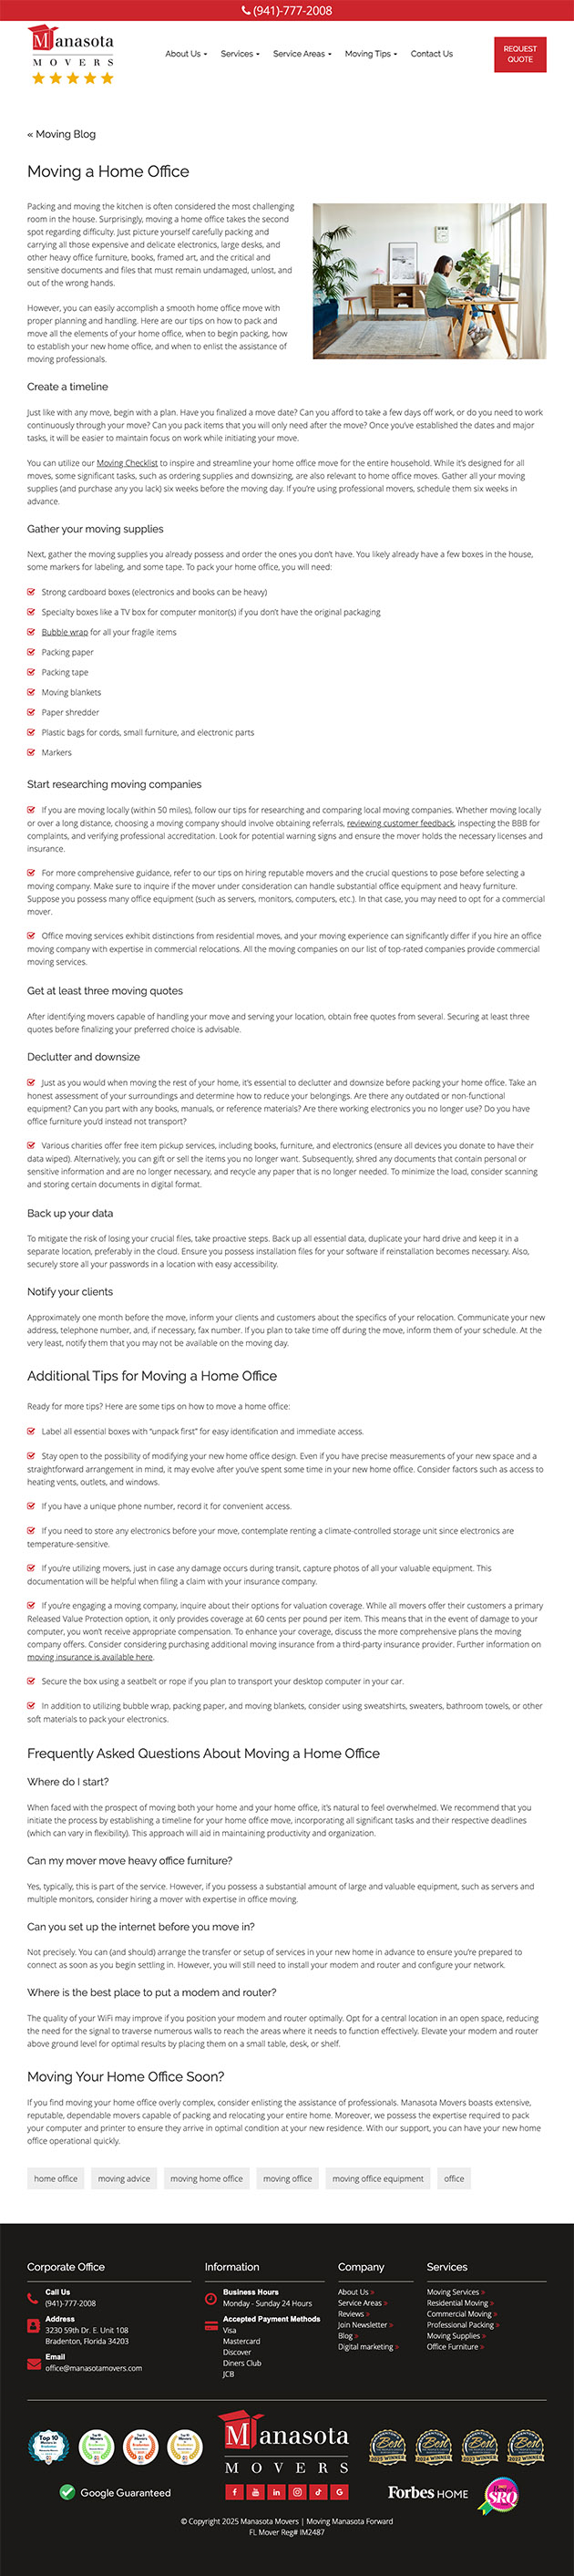 (941)-777-2008
Manasota
MOVERS
About Us
Services
Service Areas
Moving Tips
Contact Us
REQUEST
QUOTE
« Moving Blog
Moving a Home Office
Packing and moving the kitchen is often considered the most challenging
room in the house. Surprisingly, moving a home office takes the second
spot regarding difficulty. Just picture yourself carefully packing and
carrying all those expensive and delicate electronics, large desks, and
other heavy office furniture, books, framed art, and the critical and
sensitive documents and files that must remain undamaged, unlost, and
out of the wrong hands.
However, you can easily accomplish a smooth home office move with
proper planning and handling. Here are our tips on how to pack and
move all the elements of your home office, when to begin packing, how
to establish your new home office, and when to enlist the assistance of
moving professionals.
Create a timeline
Just like with any move, begin with a plan. Have you finalized a move date? Can you afford to take a few days off work, or do you need to work
continuously through your move? Can you pack items that you will only need after the move? Once you've established the dates and major
tasks, it will be easier to maintain focus on work while initiating your move.
You can utilize our Moving Checklist to inspire and streamline your home office move for the entire household. While it's designed for all
moves, some significant tasks, such as ordering supplies and downsizing, are also relevant to home office moves. Gather all your moving
supplies (and purchase any you lack) six weeks before the moving day. If you're using professional movers, schedule them six weeks in
advance.
Gather your moving supplies
Next, gather the moving supplies you already possess and order the ones you don't have. You likely already have a few boxes in the house,
some markers for labeling, and some tape. To pack your home office, you will need:
Strong cardboard boxes (electronics and books can be heavy)
Specialty boxes like a TV box for computer monitor(s) if you don't have the original packaging
Bubble wrap for all your fragile items
Packing paper
Packing tape
Moving blankets
Paper shredder
Plastic bags for cords, small furniture, and electronic parts
Markers
Start researching moving companies
If you are moving locally (within 50 miles), follow our tips for researching and comparing local moving companies. Whether moving locally
or over a long distance, choosing a moving company should involve obtaining referrals, reviewing customer feedback, inspecting the BBB for
complaints, and verifying professional accreditation. Look for potential warning signs and ensure the mover holds the necessary licenses and
insurance.
For more comprehensive guidance, refer to our tips on hiring reputable movers and the crucial questions to pose before selecting a
moving company. Make sure to inquire if the mover under consideration can handle substantial office equipment and heavy furniture.
Suppose you possess many office equipment (such as servers, monitors, computers, etc.). In that case, you may need to opt for a commercial
mover.
Office moving services exhibit distinctions from residential moves, and your moving experience can significantly differ if you hire an office
moving company with expertise in commercial relocations. All the moving companies on our list of top-rated companies provide commercial
moving services.
Get at least three moving quotes
After identifying movers capable of handling your move and serving your location, obtain free quotes from several. Securing at least three
quotes before finalizing your preferred choice is advisable.
Declutter and downsize
Just as you would when moving the rest of your home, it's essential to declutter and downsize before packing your home office. Take an
honest assessment of your surroundings and determine how to reduce your belongings. Are there any outdated or non-functional
equipment? Can you part with any books, manuals, or reference materials? Are there working electronics you no longer use? Do you have
office furniture you'd instead not transport?
Various charities offer free item pickup services, including books, furniture, and electronics (ensure all devices you donate to have their
data wiped). Alternatively, you can gift or sell the items you no longer want. Subsequently, shred any documents that contain personal or
sensitive information and are no longer necessary, and recycle any paper that is no longer needed. To minimize the load, consider scanning
and storing certain documents in digital format.
Back up your data
To mitigate the risk of losing your crucial files, take proactive steps. Back up all essential data, duplicate your hard drive and keep it in a
separate location, preferably in the cloud. Ensure you possess installation files for your software if reinstallation becomes necessary. Also,
securely store all your passwords in a location with easy accessibility.
Notify your clients
Approximately one month before the move, inform your clients and customers about the specifics of your relocation. Communicate your new
address, telephone number, and, if necessary, fax number. If you plan to take time off during the move, inform them of your schedule. At the
very least, notify them that you may not be available on the moving day.
Additional Tips for Moving a Home Office
Ready for more tips? Here are some tips on how to move a home office:
Label all essential boxes with "unpack first" for easy identification and immediate access.
Stay open to the possibility of modifying your new home office design. Even if you have precise measurements of your new space and a
straightforward arrangement in mind, it may evolve after you've spent some time in your new home office. Consider factors such as access to
heating vents, outlets, and windows.
If you have a unique phone number, record it for convenient access.
If you need to store any electronics before your move, contemplate renting a climate-controlled storage unit since electronics are
temperature-sensitive.
If you're utilizing movers, just in case any damage occurs during transit, capture photos of all your valuable equipment. This
documentation will be helpful when filing a claim with your insurance company.
If you're engaging a moving company, inquire about their options for valuation coverage. While all movers offer their customers a primary
Released Value Protection option, it only provides coverage at 60 cents per pound per item. This means that in the event of damage to your
computer, you won't receive appropriate compensation. To enhance your coverage, discuss the more comprehensive plans the moving
company offers. Consider considering purchasing additional moving insurance from a third-party insurance provider. Further information on
moving insurance is available here.
Secure the box using a seatbelt or rope if you plan to transport your desktop computer in your car.
In addition to utilizing bubble wrap, packing paper, and moving blankets, consider using sweatshirts, sweaters, bathroom towels, or other
soft materials to pack your electronics.
Frequently Asked Questions About Moving a Home Office
Where do I start?
When faced with the prospect of moving both your home and your home office, it's natural to feel overwhelmed. We recommend that you
initiate the process by establishing a timeline for your home office move, incorporating all significant tasks and their respective deadlines
(which can vary in flexibility). This approach will aid in maintaining productivity and organization.
Can my mover move heavy office furniture?
Yes, typically, this is part of the service. However, if you possess a substantial amount of large and valuable equipment, such as servers and
multiple monitors, consider hiring a mover with expertise in office moving.
Can you set up the internet before you move in?
Not precisely. You can (and should) arrange the transfer or setup of services in your new home in advance to ensure you're prepared to
connect as soon as you begin settling in. However, you will still need to install your modem and router and configure your network.
Where is the best place to put a modem and router?
The quality of your WiFi may improve if you position your modem and router optimally. Opt for a central location in an open space, reducing
the need for the signal to traverse numerous walls to reach the areas where it needs to function effectively. Elevate your modem and router
above ground level for optimal results by placing them on a small table, desk, or shelf.
Moving Your Home Office Soon?
If you find moving your home office overly complex, consider enlisting the assistance of professionals. Manasota Movers boasts extensive,
reputable, dependable movers capable of packing and relocating your entire home. Moreover, we possess the expertise required to pack
your computer and printer to ensure they arrive in optimal condition at your new residence. With our support, you can have your new home
office operational quickly.
home office
moving advice
moving home office
moving office
moving office equipment
office
Corporate Office
Call Us
(941)-777-2008
Address
3230 59th Dr. E. Unit 108
Bradenton, Florida 34203
Email
office@manasotamovers.com
Information
Business Hours
Monday - Sunday 24 Hours
Accepted Payment Methods
Visa
Mastercard
Discover
Diners Club
JCB
Company
About Us »
Service Areas »
Reviews »
Join Newsletter »
Blog »
Digital marketing »
Services
Moving Services »
Residential Moving »
Commercial Moving »
Professional Packing »
Moving Supplies »
Office Furniture »
Top 10
Manasota
MOVERS
Best
Best
Best
Best
Google Guaranteed
Forbes HOME
SRQ
© Copyright 2025 Manasota Movers | Moving Manasota Forward
FL Mover Reg# IM2487